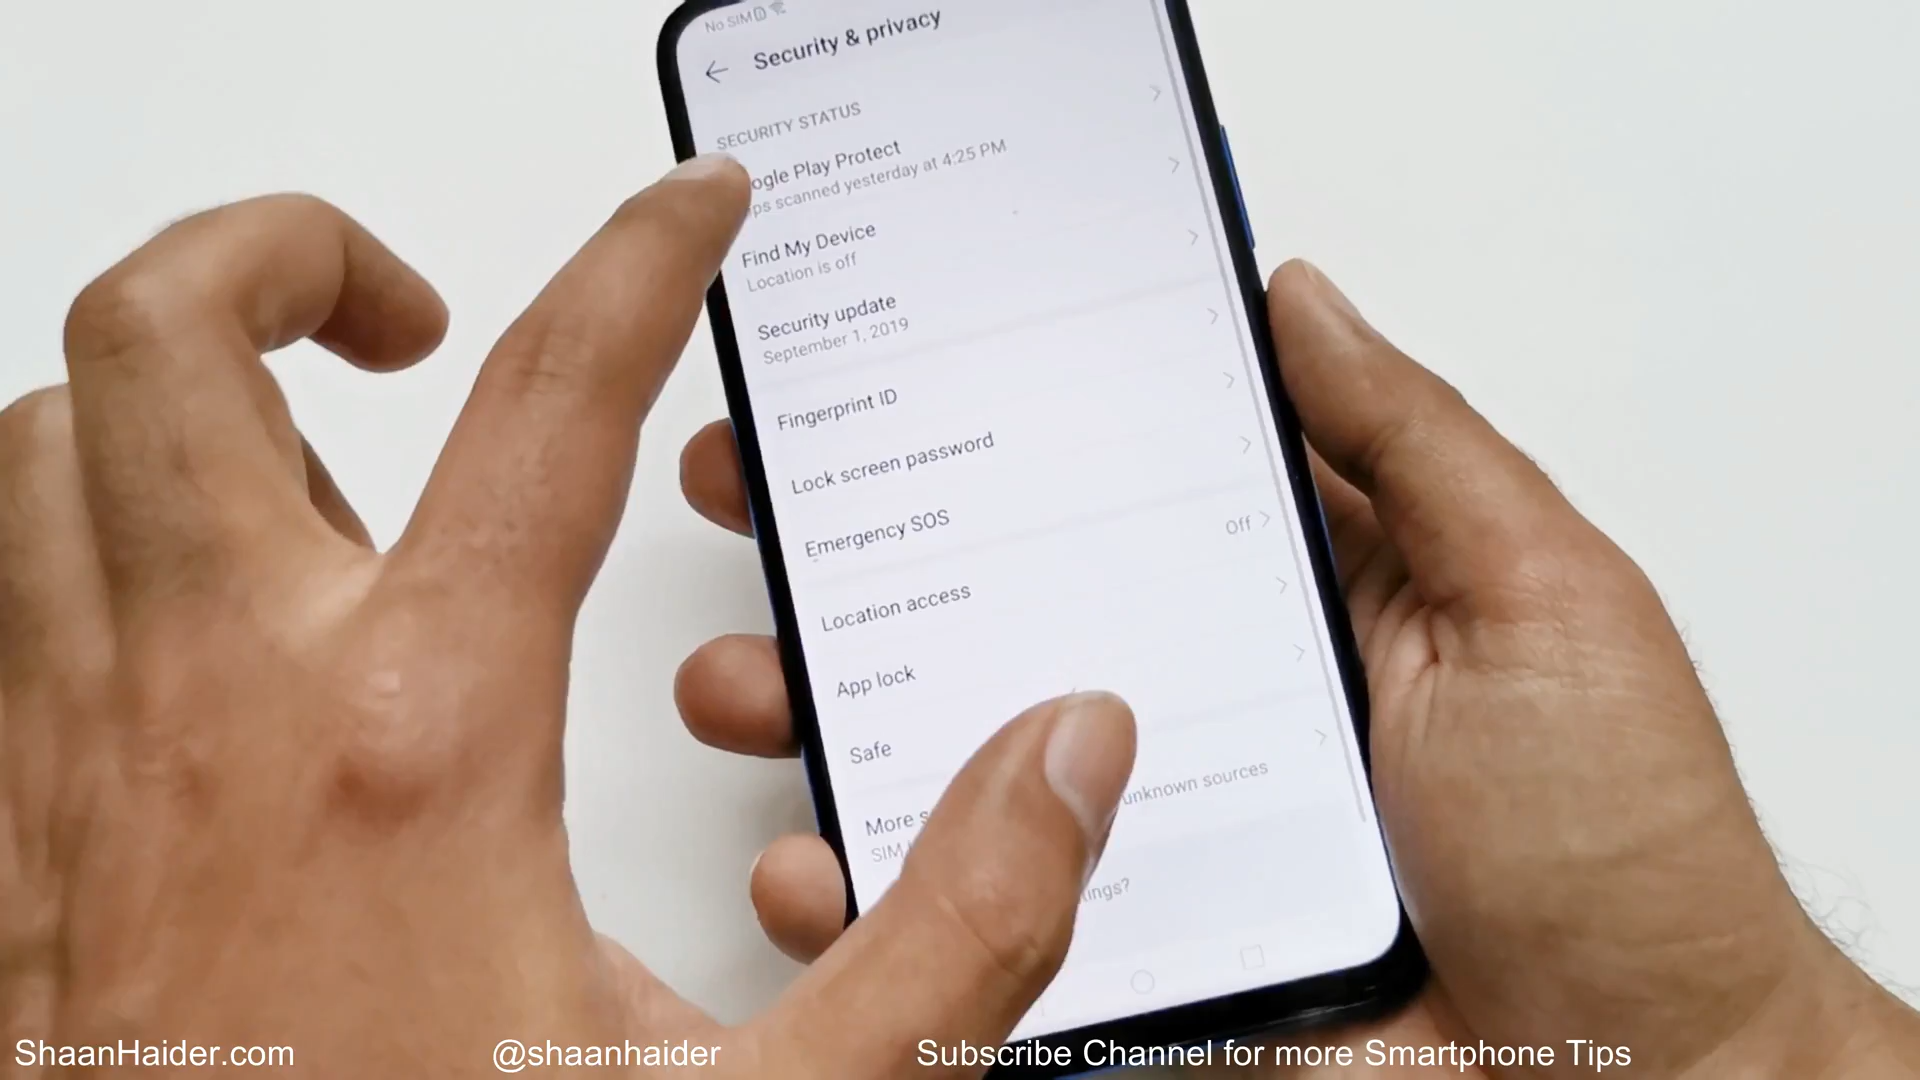 No SIM
Security & privacy
SECURITY STATUS
ogle Play Protect
ps scanned yesterday at 4:25 PM
Find My Device
Location is off
Security update
September 1, 2019
Fingerprint ID
Lock screen password
Emergency SOS
Off
Location access
App lock
Safe
More s
unknown sources
SIM
ings?
ShaanHaider.com @shaanhaider Subscribe Channel for more Smartphone Tips